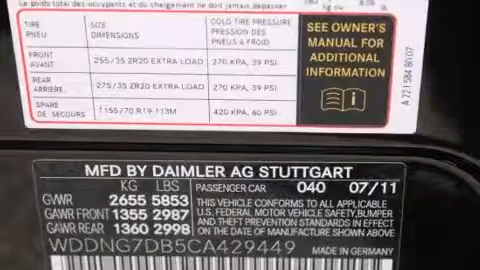 Le poids total des occupants et du chargement ne doit jamais dépasser
TIRE
PNEU
SIZE
DIMENSIONS
COLD TIRE PRESSURE
PRESSION DES
PNEUS A FROID
FRONT
AVANT
255/35 ZR20 EXTRA LOAD
270 KPA, 39 PSI
REAR
ARRIÈRE
275/35 ZR20 EXTRA LOAD
270 KPA, 39 PSI
SPARE
DE SECOURS
T155/70 R19 113M
420 KPA, 60 PSI
SEE OWNER'S
MANUAL FOR
ADDITIONAL
INFORMATION
A 221 584 80 07
MFD BY DAIMLER AG STUTTGART
KG LBS
GVWR 2655 5853
GAWR FRONT 1355 2987
GAWR REAR 1360 2998
PASSENGER CAR 040 07/11
THIS VEHICLE CONFORMS TO ALL APPLICABLE
U.S. FEDERAL MOTOR VEHICLE SAFETY, BUMPER
AND THEFT PREVENTION STANDARDS IN EFFECT
ON THE DATE OF MANUFACTURE SHOWN ABOVE
WDDNG7DB5CA429449
MADE IN GERMANY